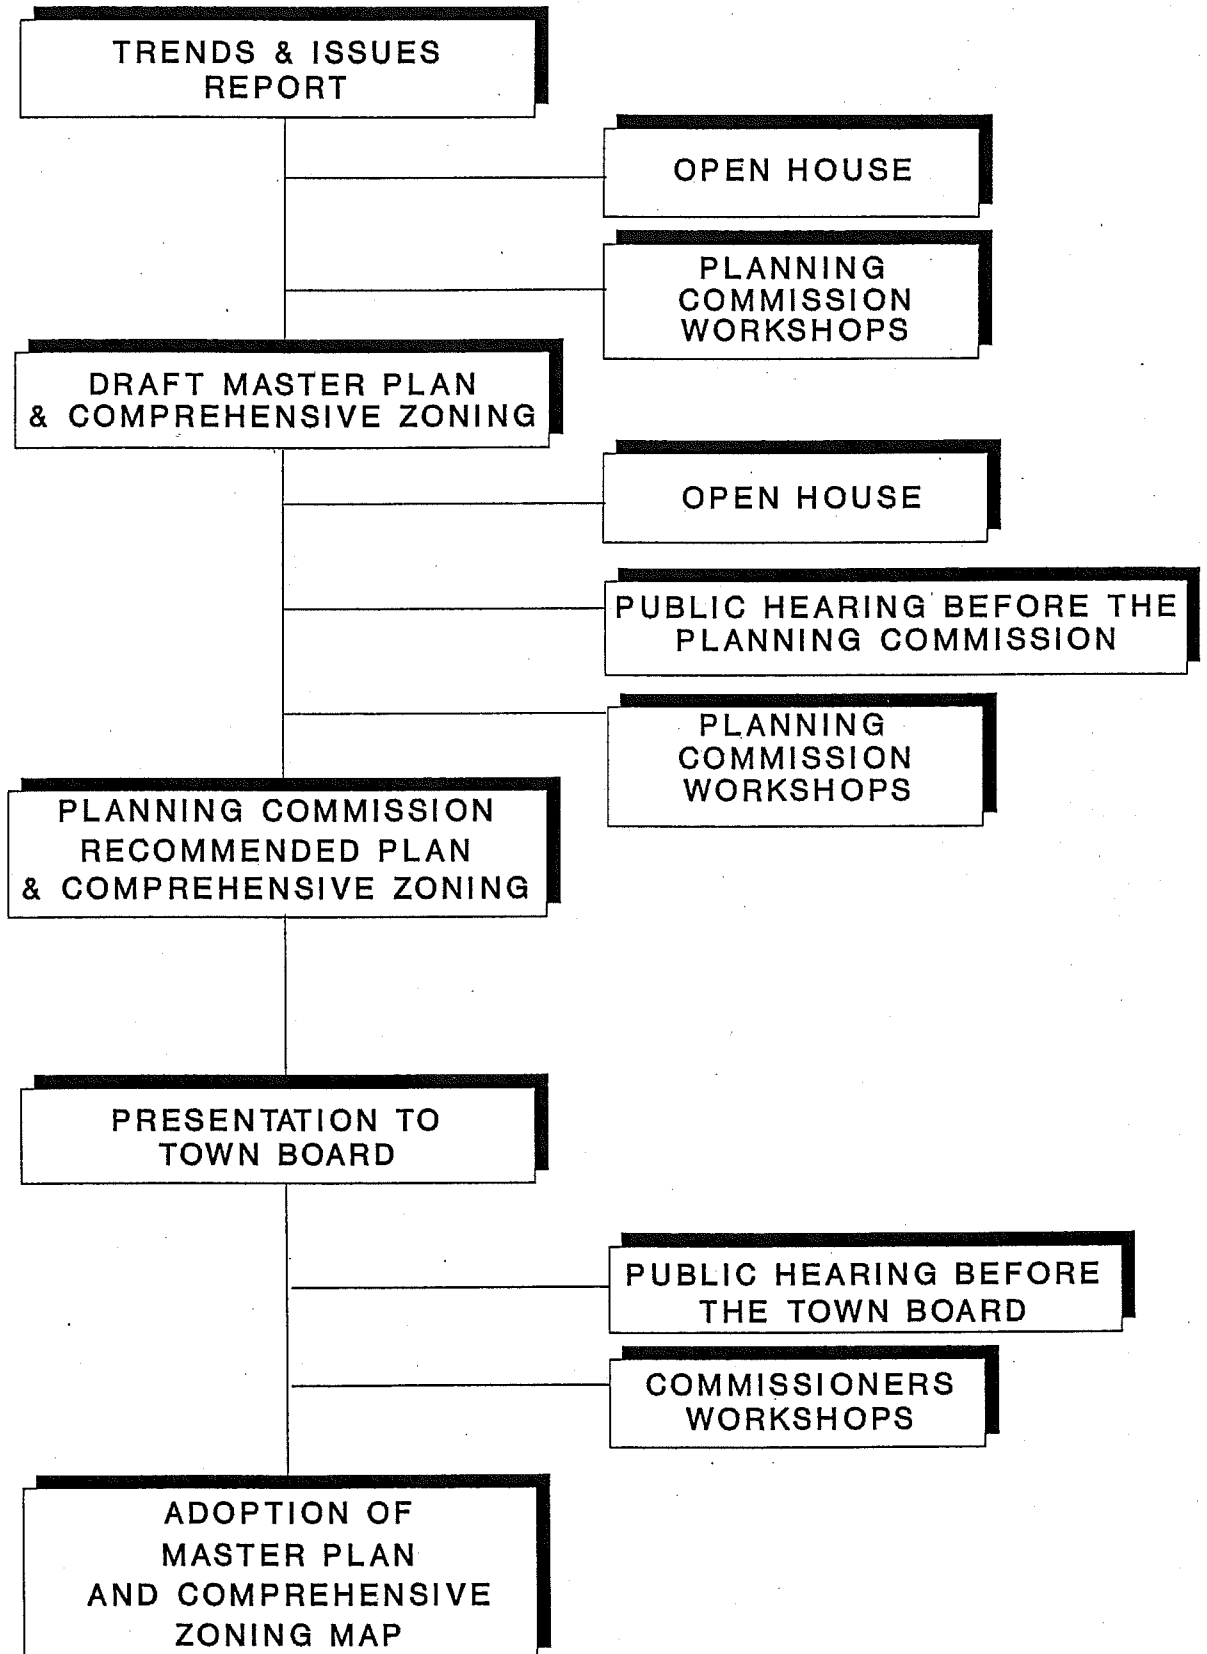 TRENDS & ISSUES
REPORT
OPEN HOUSE
PLANNING
COMMISSION
WORKSHOPS
DRAFT MASTER PLAN
& COMPREHENSIVE ZONING
OPEN HOUSE
PUBLIC HEARING BEFORE THE
PLANNING COMMISSION
PLANNING
COMMISSION
WORKSHOPS
PLANNING COMMISSION
RECOMMENDED PLAN
& COMPREHENSIVE ZONING
PRESENTATION TO
TOWN BOARD
PUBLIC HEARING BEFORE
THE TOWN BOARD
COMMISSIONERS
WORKSHOPS
ADOPTION OF
MASTER PLAN
AND COMPREHENSIVE
ZONING MAP